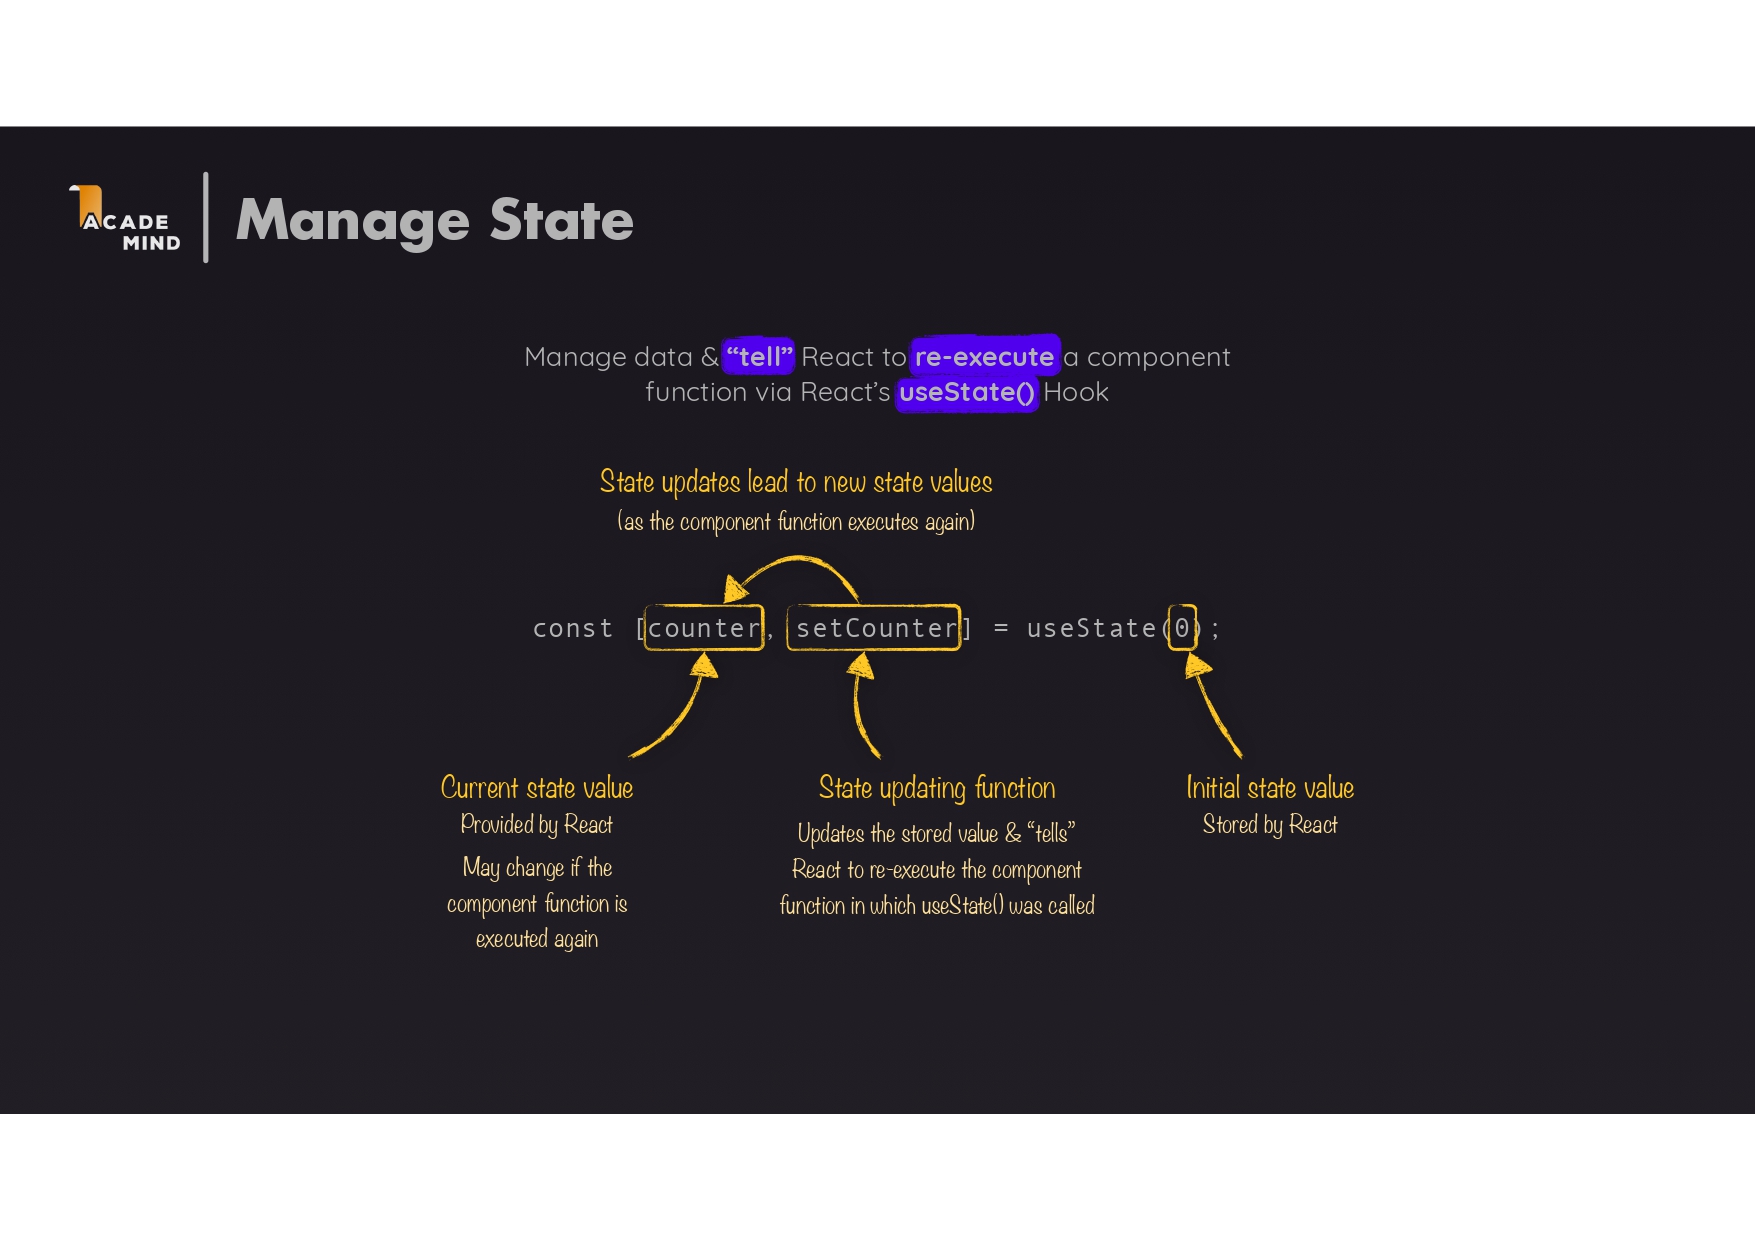 ACADE
MIND
Manage State
Manage data & “tell” React to re-execute a component
function via React’s useState() Hook
State updates lead to new state values
(as the component function executes again)
const [counter, setCounter] = useState(0);
Current state value
Provided by React
May change if the
component function is
executed again
State updating function
Updates the stored value & “tells”
React to re-execute the component
function in which useState() was called
Initial state value
Stored by React